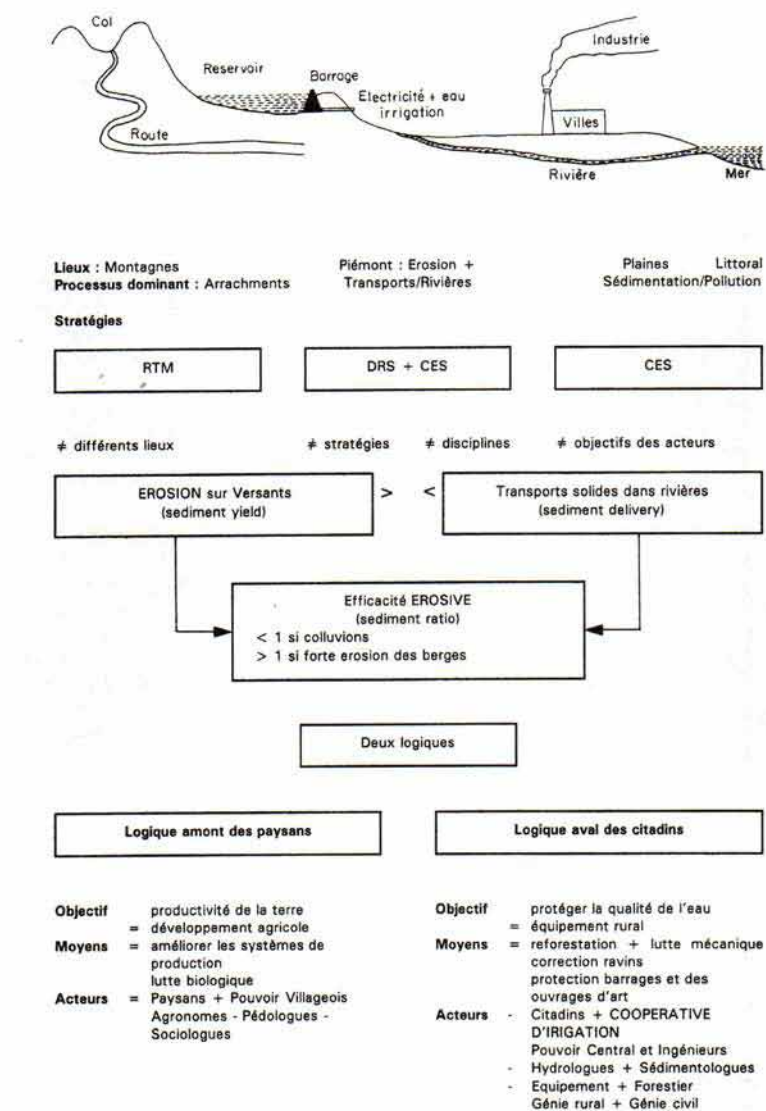 Col
Industrie
Reservoir
Barrage
Electricité + eau
irrigation
Villes
Route
Rivière
Mer
Lieux : Montagnes
Processus dominant : Arrachments
Piémont : Erosion +
Transports/Rivières
Plaines Littoral
Sédimentation/Pollution
Stratégies
RTM
DRS + CES
CES
≠ différents lieux ≠ stratégies ≠ disciplines ≠ objectifs des acteurs
EROSION sur Versants
(sediment yield)
> <
Transports solides dans rivières
(sediment delivery)
Efficacité EROSIVE
(sediment ratio)
< 1 si colluvions
> 1 si forte erosion des berges
Deux logiques
Logique amont des paysans
Objectif productivité de la terre
= développement agricole
Moyens = améliorer les systèmes de
production
lutte biologique
Acteurs = Paysans + Pouvoir Villageois
Agronomes - Pédologues -
Sociologues
Logique aval des citadins
Objectif protéger la qualité de l'eau
= équipement rural
Moyens = reforestation + lutte mécanique
correction ravins
protection barrages et des
ouvrages d'art
Acteurs - Citadins + COOPERATIVE
D'IRIGATION
Pouvoir Central et Ingénieurs
- Hydrologues + Sédimentologues
- Equipement + Forestier
Génie rural + Génie civil